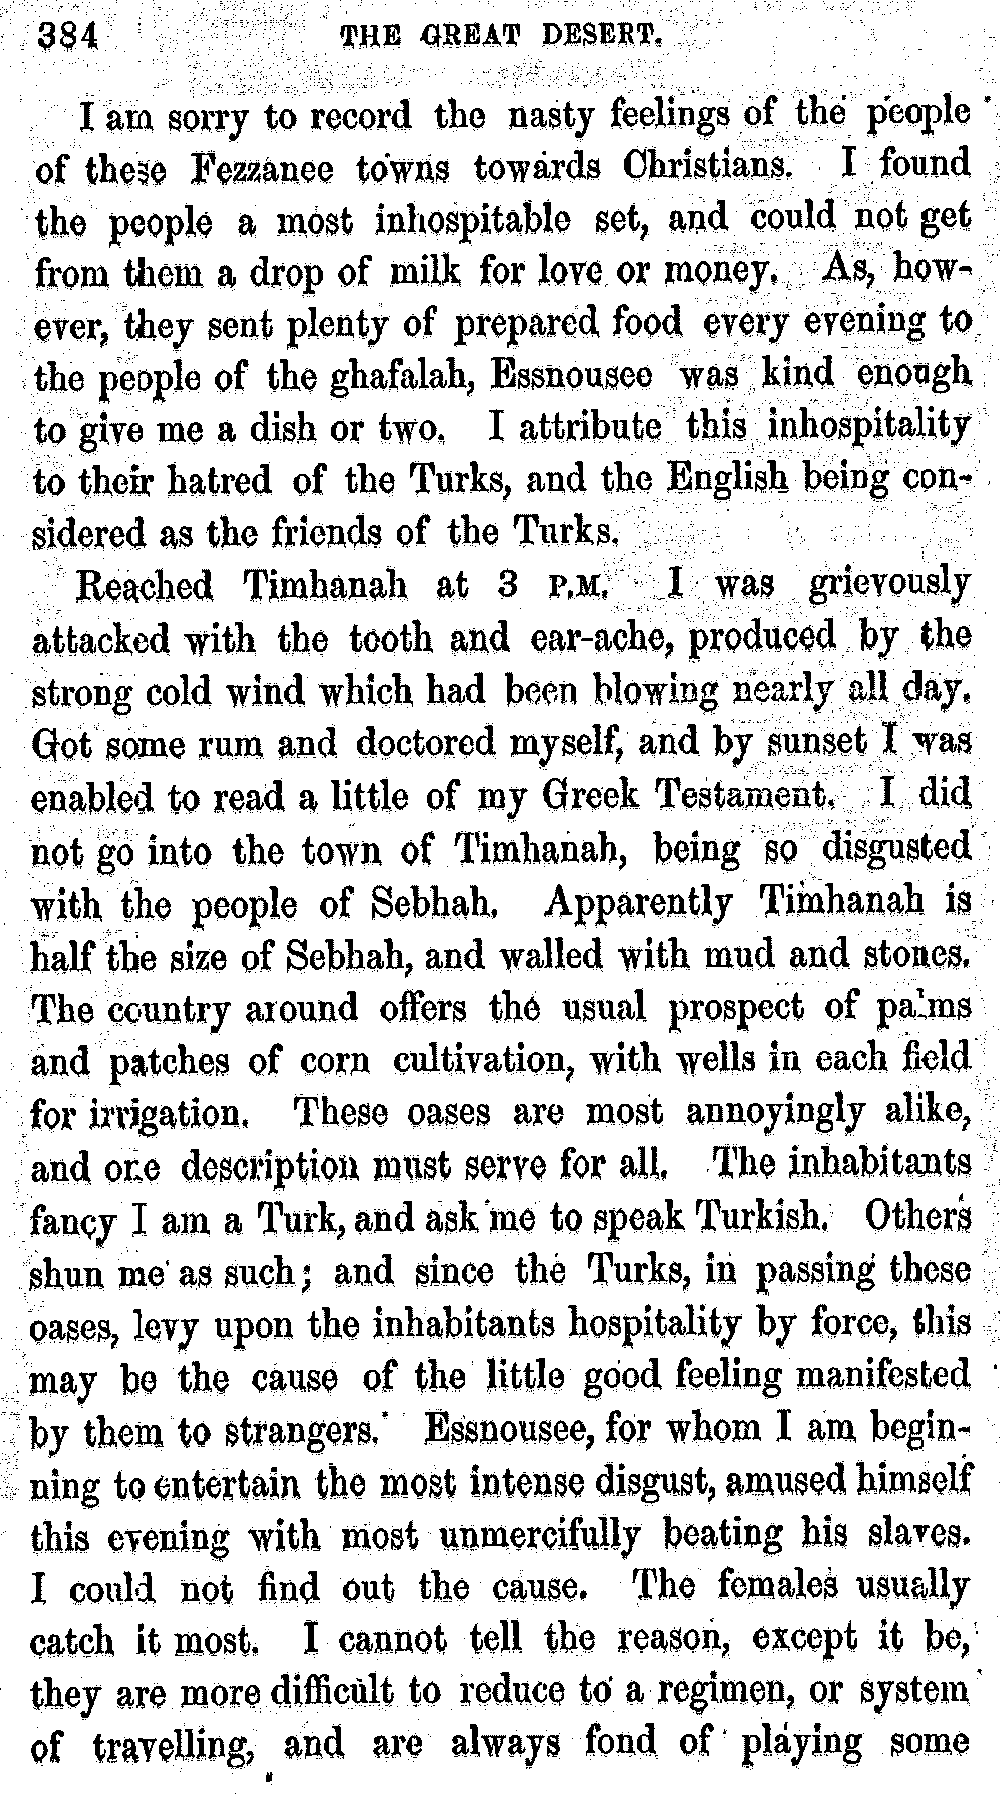 384 THE GREAT DESERT.
I am sorry to record the nasty feelings of the people
of these Fezzanee towns towards Christians. I found
the people a most inhospitable set, and could not get
from them a drop of milk for love or money. As, how-
ever, they sent plenty of prepared food every evening to
the people of the ghafalah, Essnousee was kind enough
to give me a dish or two. I attribute this inhospitality
to their hatred of the Turks, and the English being con-
sidered as the friends of the Turks.
Reached Timhanah at 3 P.M. I was grievously
attacked with the tooth and ear-ache, produced by the
strong cold wind which had been blowing nearly all day.
Got some rum and doctored myself, and by sunset I was
enabled to read a little of my Greek Testament. I did
not go into the town of Timhanah, being so disgusted
with the people of Sebhah. Apparently Timhanah is
half the size of Sebhah, and walled with mud and stones.
The country around offers the usual prospect of palms
and patches of corn cultivation, with wells in each field
for irrigation. These oases are most annoyingly alike,
and one description must serve for all. The inhabitants
fancy I am a Turk, and ask me to speak Turkish. Others
shun me as such; and since the Turks, in passing these
oases, levy upon the inhabitants hospitality by force, this
may be the cause of the little good feeling manifested
by them to strangers. Essnousee, for whom I am begin-
ning to entertain the most intense disgust, amused himself
this evening with most unmercifully beating his slaves.
I could not find out the cause. The females usually
catch it most. I cannot tell the reason, except it be,
they are more difficult to reduce to a regimen, or system
of travelling, and are always fond of playing some